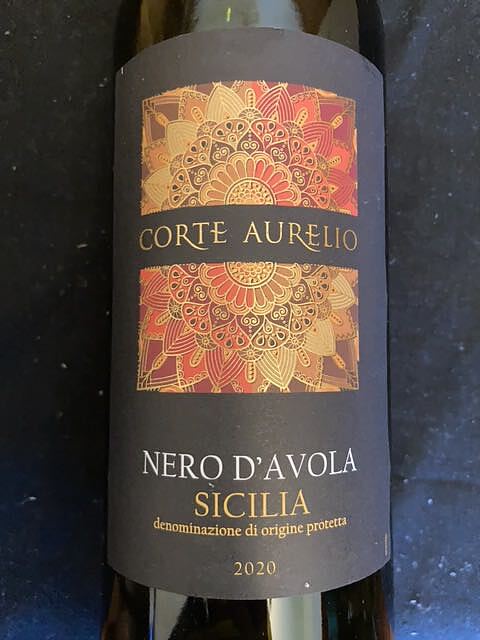 CORTE AURELIO
NERO D'AVOLA
SICILIA
denominazione di origine protetta
2020